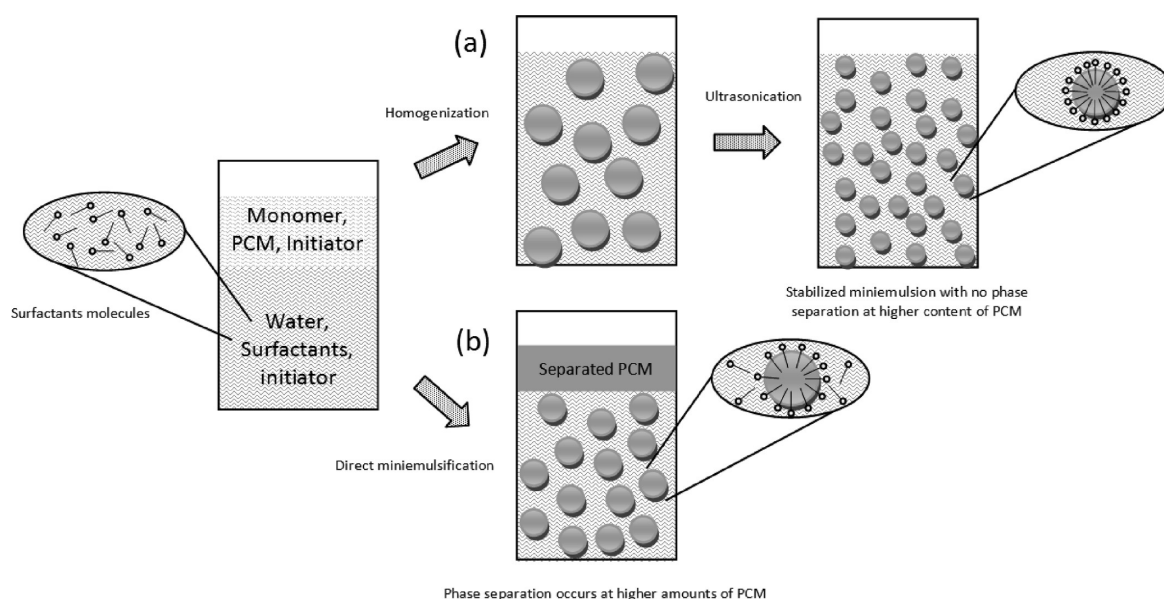 (a)
Homogenization
Ultrasonication
Monomer,
PCM, Initiator
Surfactants molecules
Water,
Surfactants,
initiator
Stabilized miniemulsion with no phase
separation at higher content of PCM
(b)
Separated PCM
Direct miniemulsification
Phase separation occurs at higher amounts of PCM